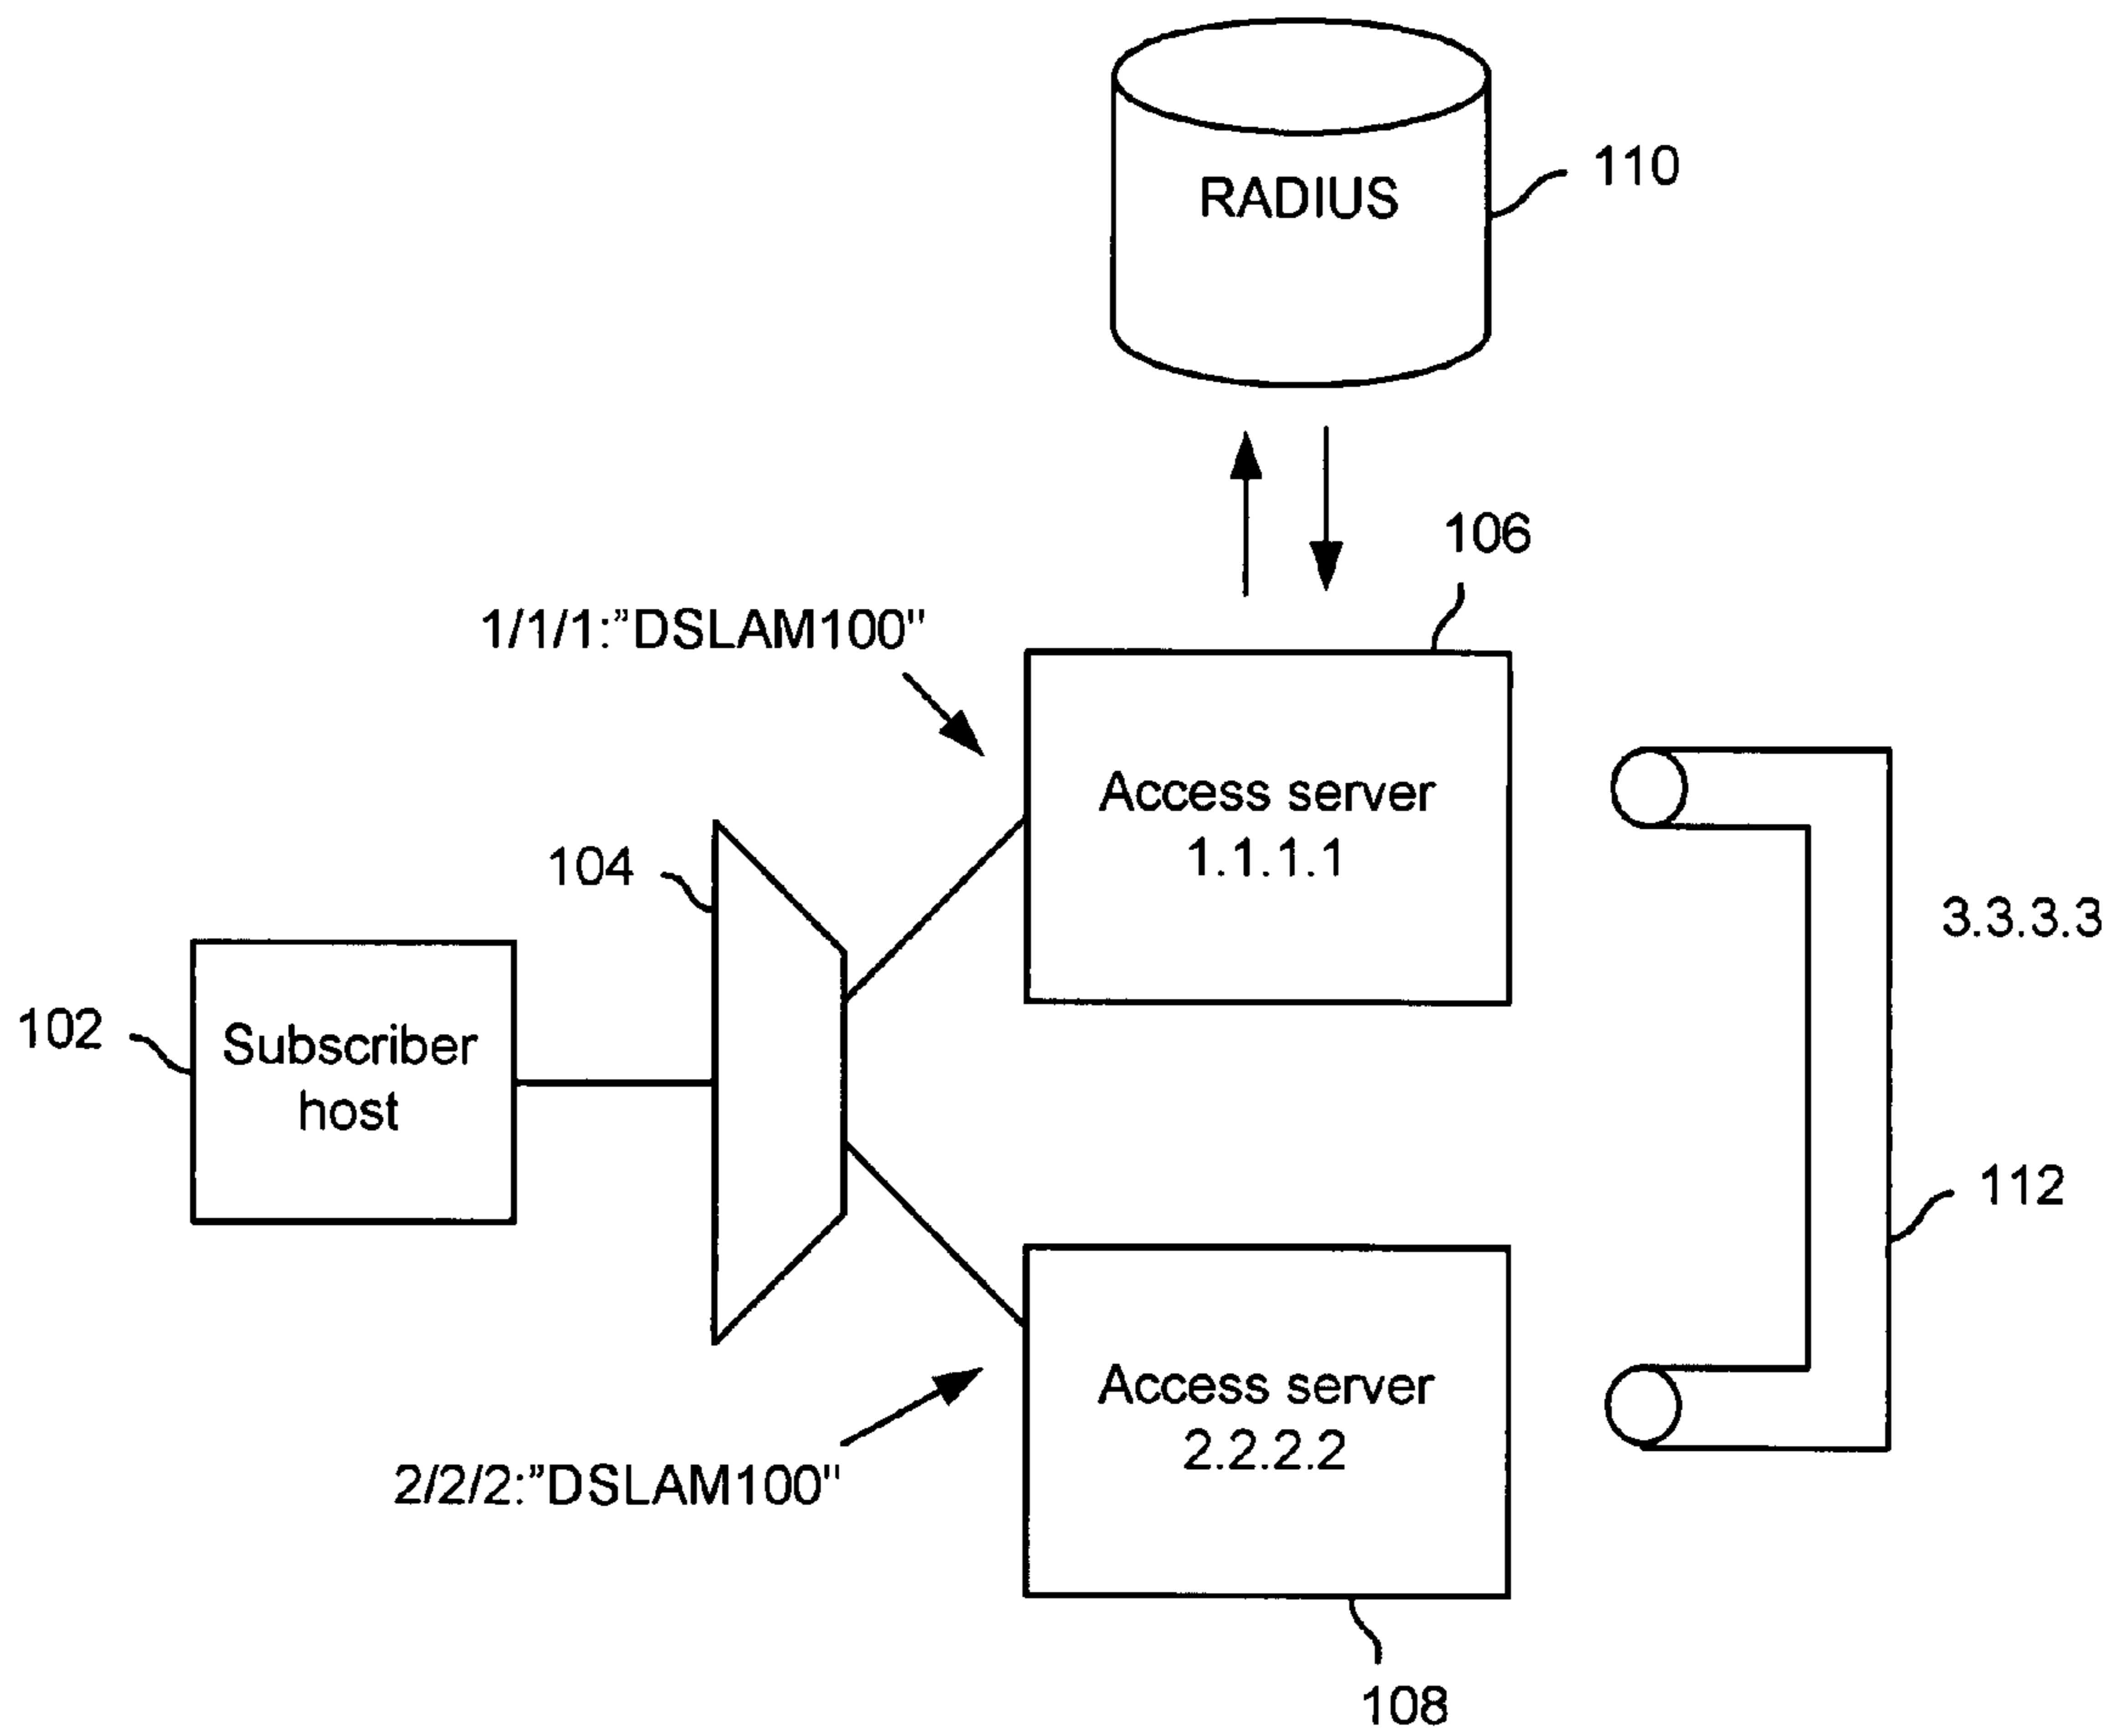 RADIUS
110
106
1/1/1:”DSLAM100"
Access server
1.1.1.1
104
3.3.3.3
102
Subscriber
host
112
Access server
2.2.2.2
2/2/2:”DSLAM100"
108